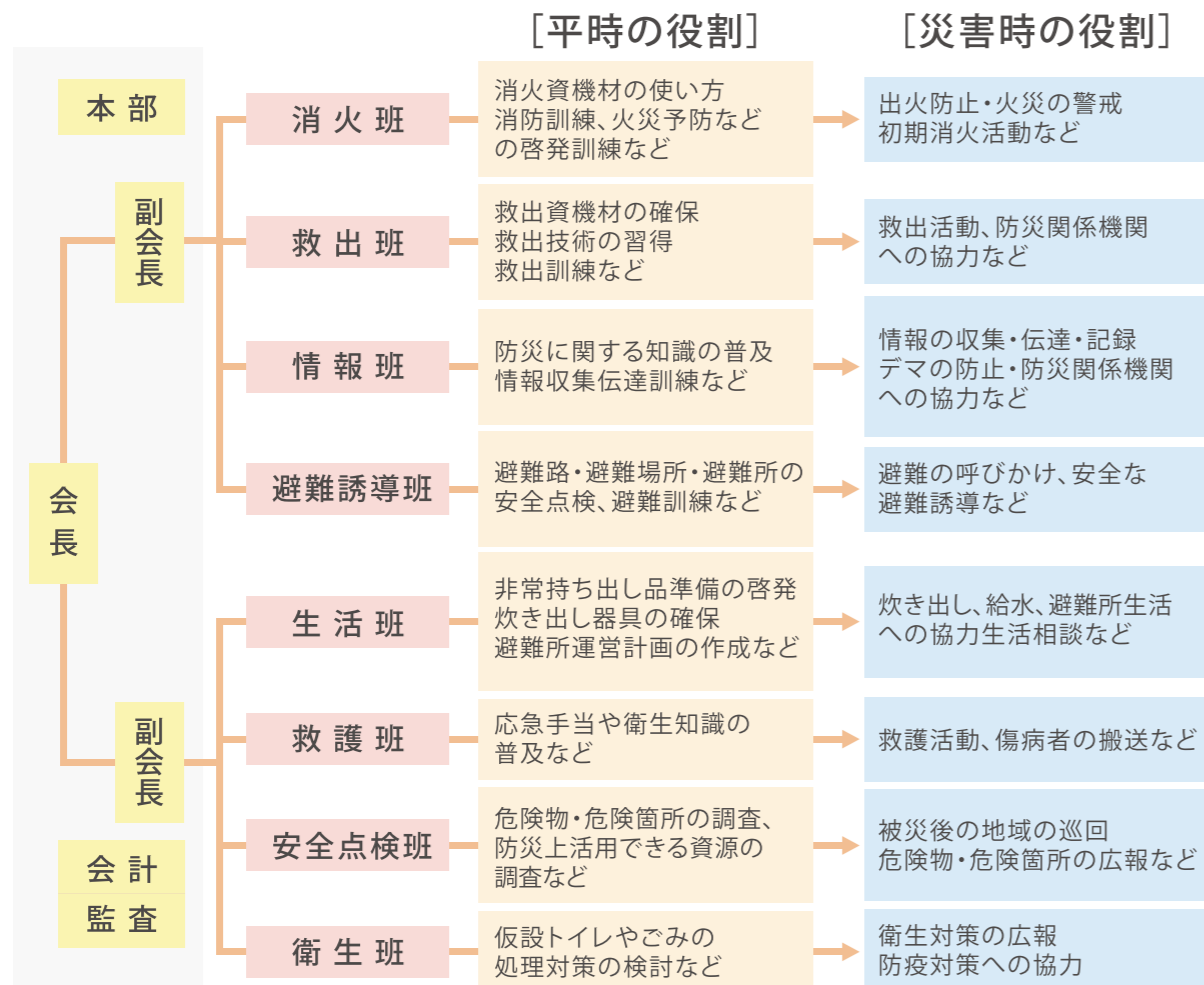 ［平時の役割］
［災害時の役割］
本部
副会長
会長
副会長
会計
監査
消火班
消火資機材の使い方
消防訓練、火災予防など
の啓発訓練など
出火防止・火災の警戒
初期消火活動など
救出班
救出資機材の確保
救出技術の習得
救出訓練など
救出活動、防災関係機関
への協力など
情報班
防災に関する知識の普及
情報収集伝達訓練など
情報の収集・伝達・記録
デマの防止・防災関係機関
への協力など
避難誘導班
避難路・避難場所・避難所の
安全点検、避難訓練など
避難の呼びかけ、安全な
避難誘導など
生活班
非常持ち出し品準備の啓発
炊き出し器具の確保
避難所運営計画の作成など
炊き出し、給水、避難所生活
への協力生活相談など
救護班
応急手当や衛生知識の
普及など
救護活動、傷病者の搬送など
安全点検班
危険物・危険箇所の調査、
防災上活用できる資源の
調査など
被災後の地域の巡回
危険物・危険箇所の広報など
衛生班
仮設トイレやごみの
処理対策の検討など
衛生対策の広報
防疫対策への協力